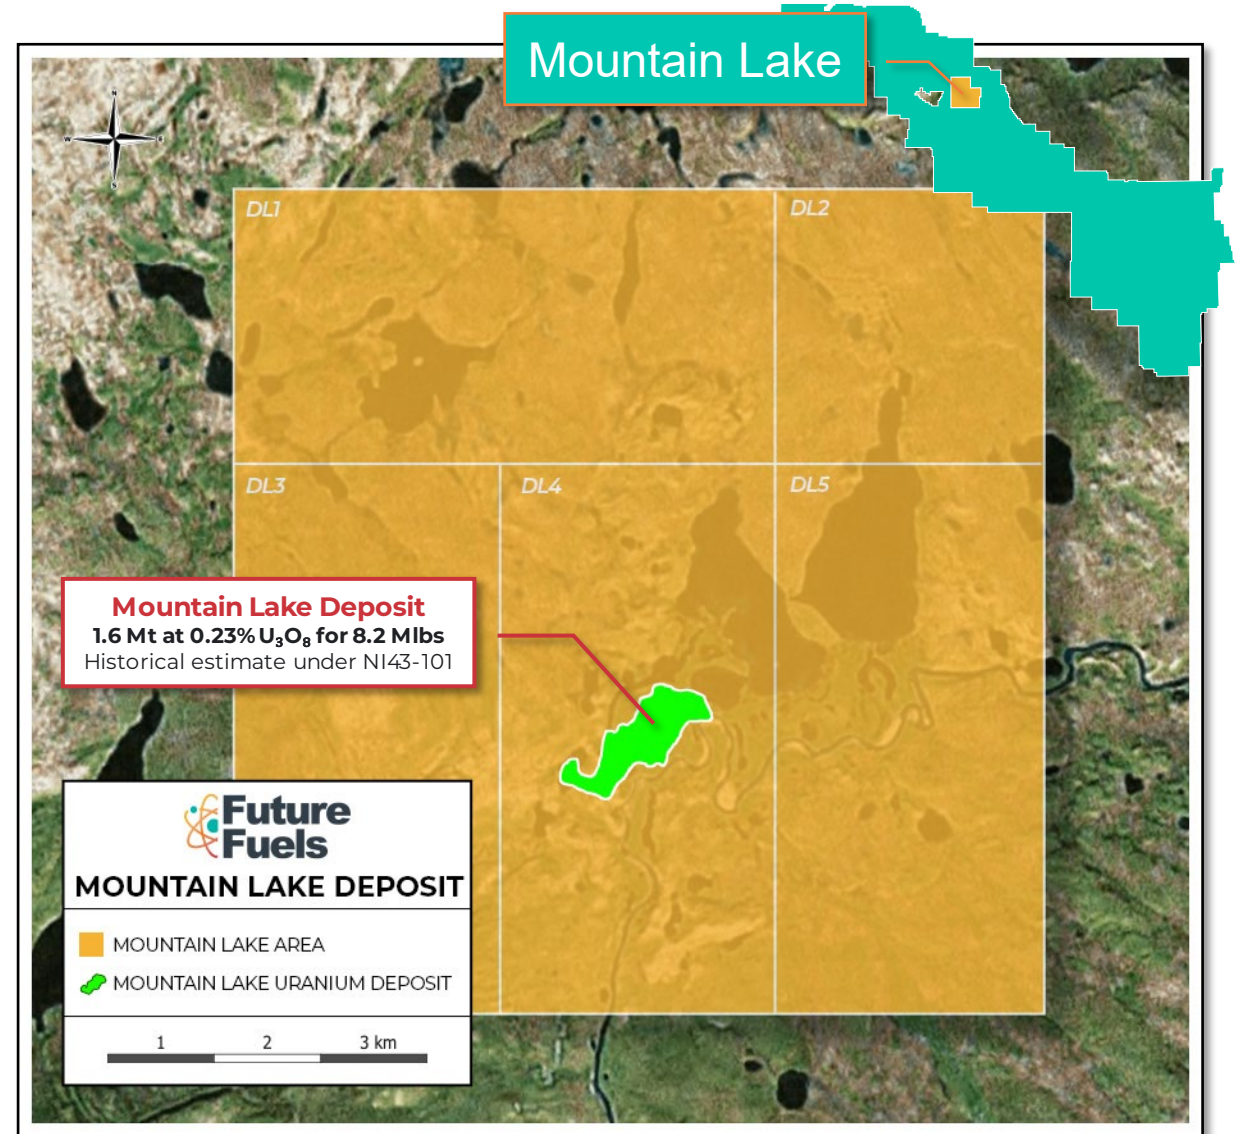 Mountain Lake
N
W
E
S
DL1
DL2
DL3
DL4
DL5
Mountain Lake Deposit
1.6 Mt at 0.23% U₃O₈ for 8.2 Mlbs
Historical estimate under NI43-101
Future
Fuels
MOUNTAIN LAKE DEPOSIT
MOUNTAIN LAKE AREA
MOUNTAIN LAKE URANIUM DEPOSIT
1 2 3 km